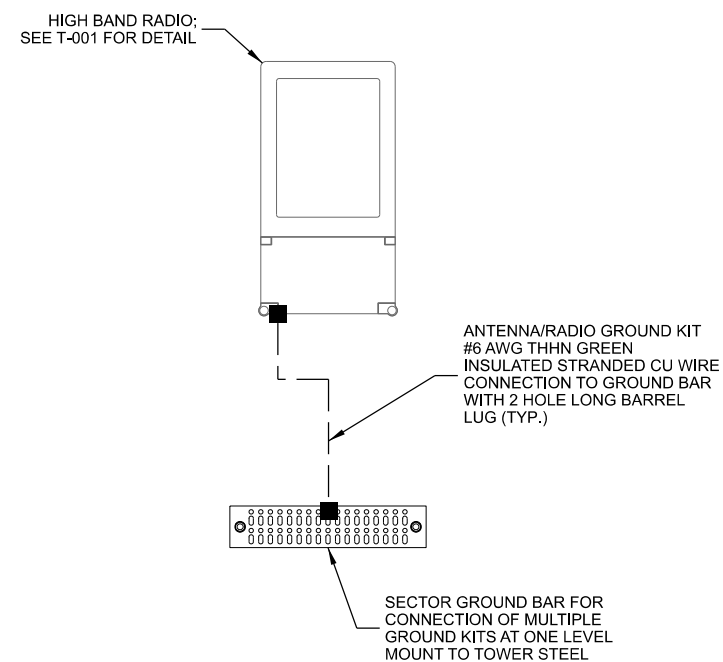 HIGH BAND RADIO;
SEE T-001 FOR DETAIL
ANTENNA/RADIO GROUND KIT
#6 AWG THHN GREEN
INSULATED STRANDED CU WIRE
CONNECTION TO GROUND BAR
WITH 2 HOLE LONG BARREL
LUG (TYP.)
SECTOR GROUND BAR FOR
CONNECTION OF MULTIPLE
GROUND KITS AT ONE LEVEL
MOUNT TO TOWER STEEL